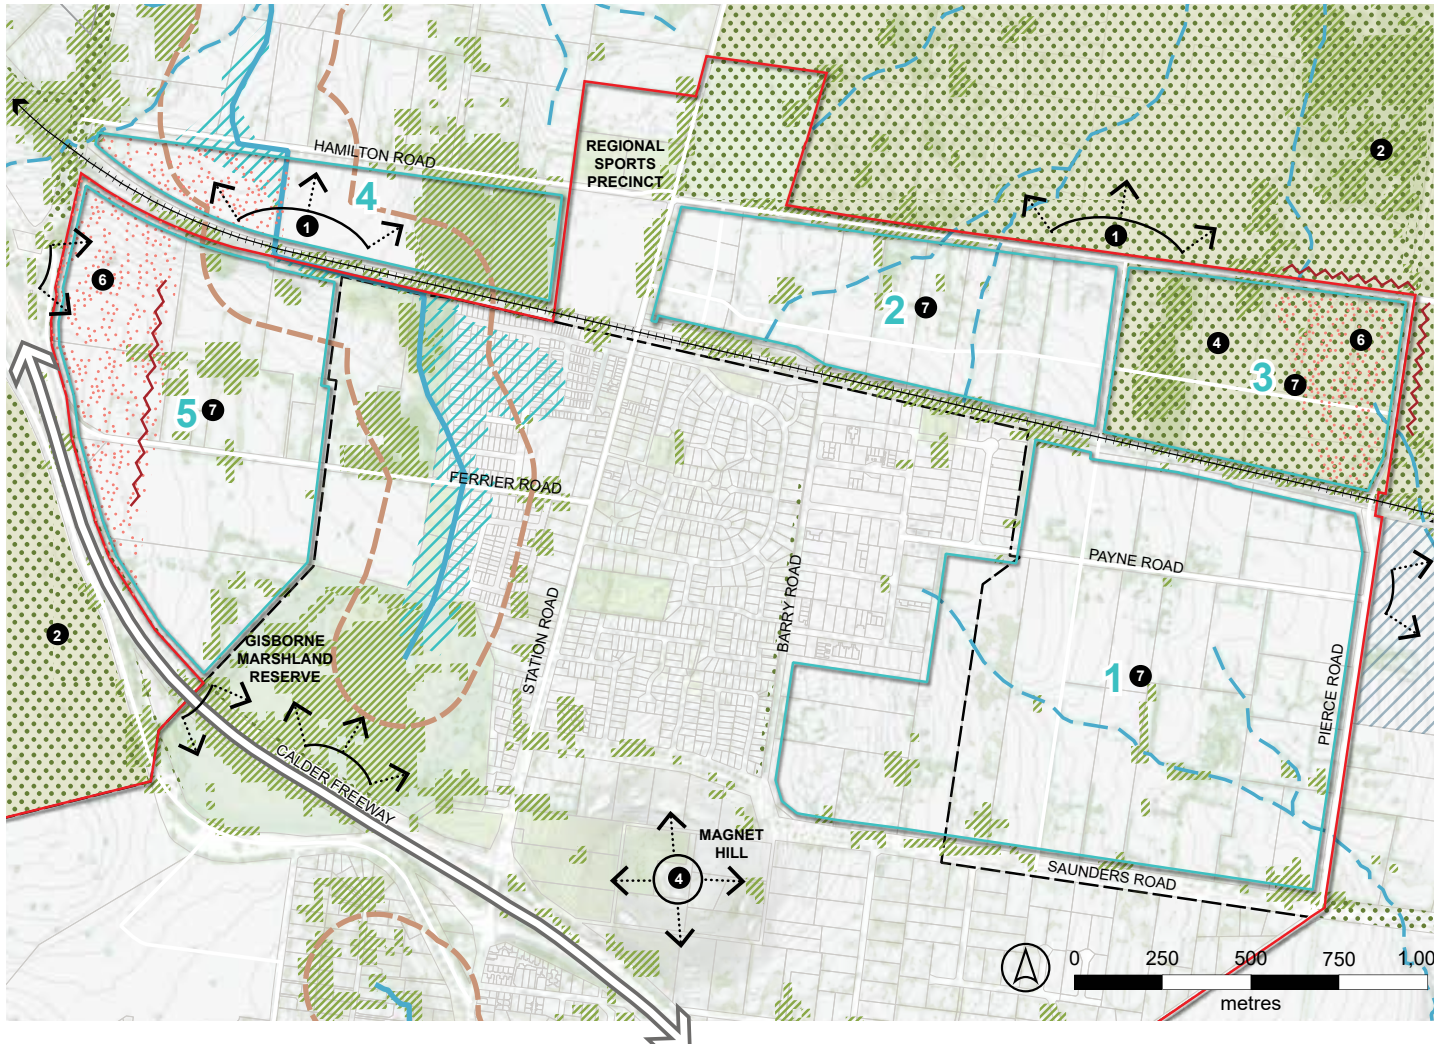 HAMILTON ROAD
REGIONAL
SPORTS
PRECINCT
2
4
1
1
6
2
7
4
6
3
7
5
7
FERRIER ROAD
PAYNE ROAD
BARRY ROAD
STATION ROAD
2
GISBORNE
MARSHLAND
RESERVE
1
7
PIERCE ROAD
CALDER FREEWAY
MAGNET
HILL
4
SAUNDERS ROAD
0 250 500 750 1,00
metres